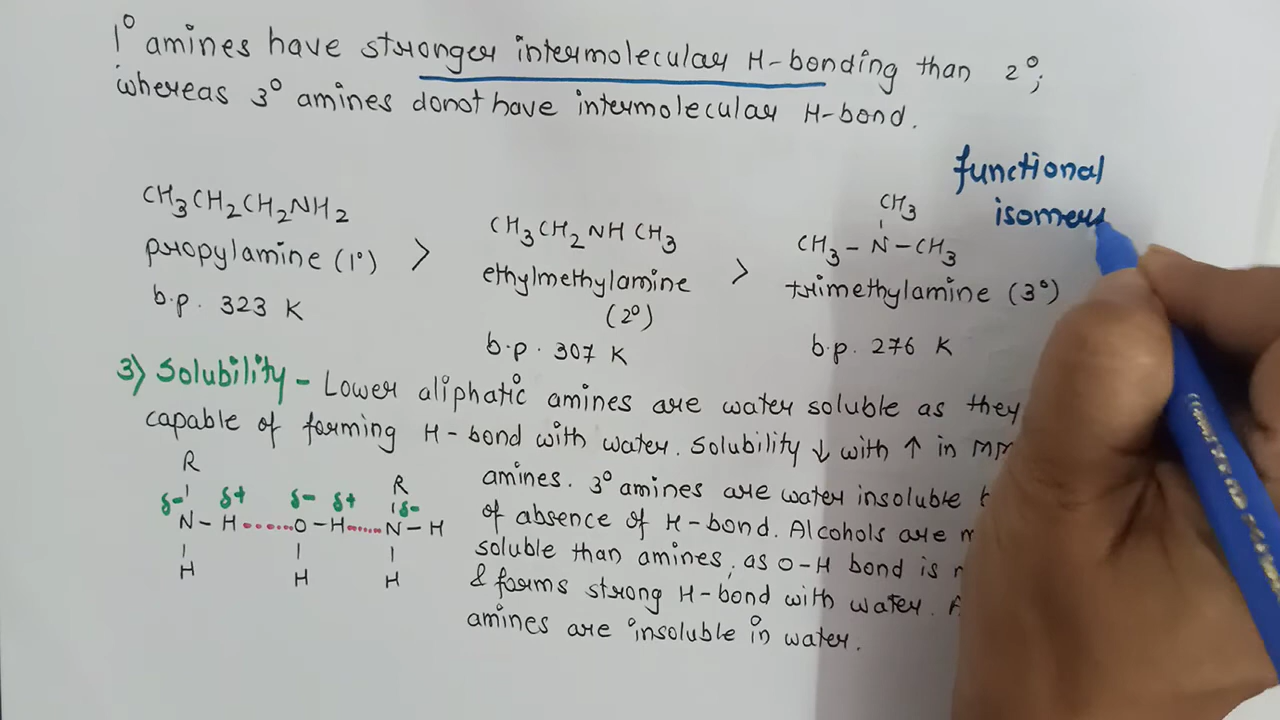 1° amines have stronger intermolecular H-bonding than 2°;
whereas 3° amines donot have intermolecular H-bond.
functional
isomers
CH3CH2CH2NH2
propylamine (1°)
b.p. 323 K
>
CH3CH2NHCH3
ethylmethylamine
(2°)
b.p. 307 K
>
CH3
CH3-N-CH3
trimethylamine (3°)
b.p. 276 K
3) Solubility - Lower aliphatic amines are water soluble as they
capable of forming H-bond with water. Solubility ↓ with ↑ in
amines. 3° amines are water insoluble
of absence of H-bond. Alcohols are
soluble than amines, as O-H bond is
& forms strong H-bond with water.
amines are insoluble in water.
R R
δ- δ+ δ- δ+ δ-
N-H......O-H......N-H
H H H